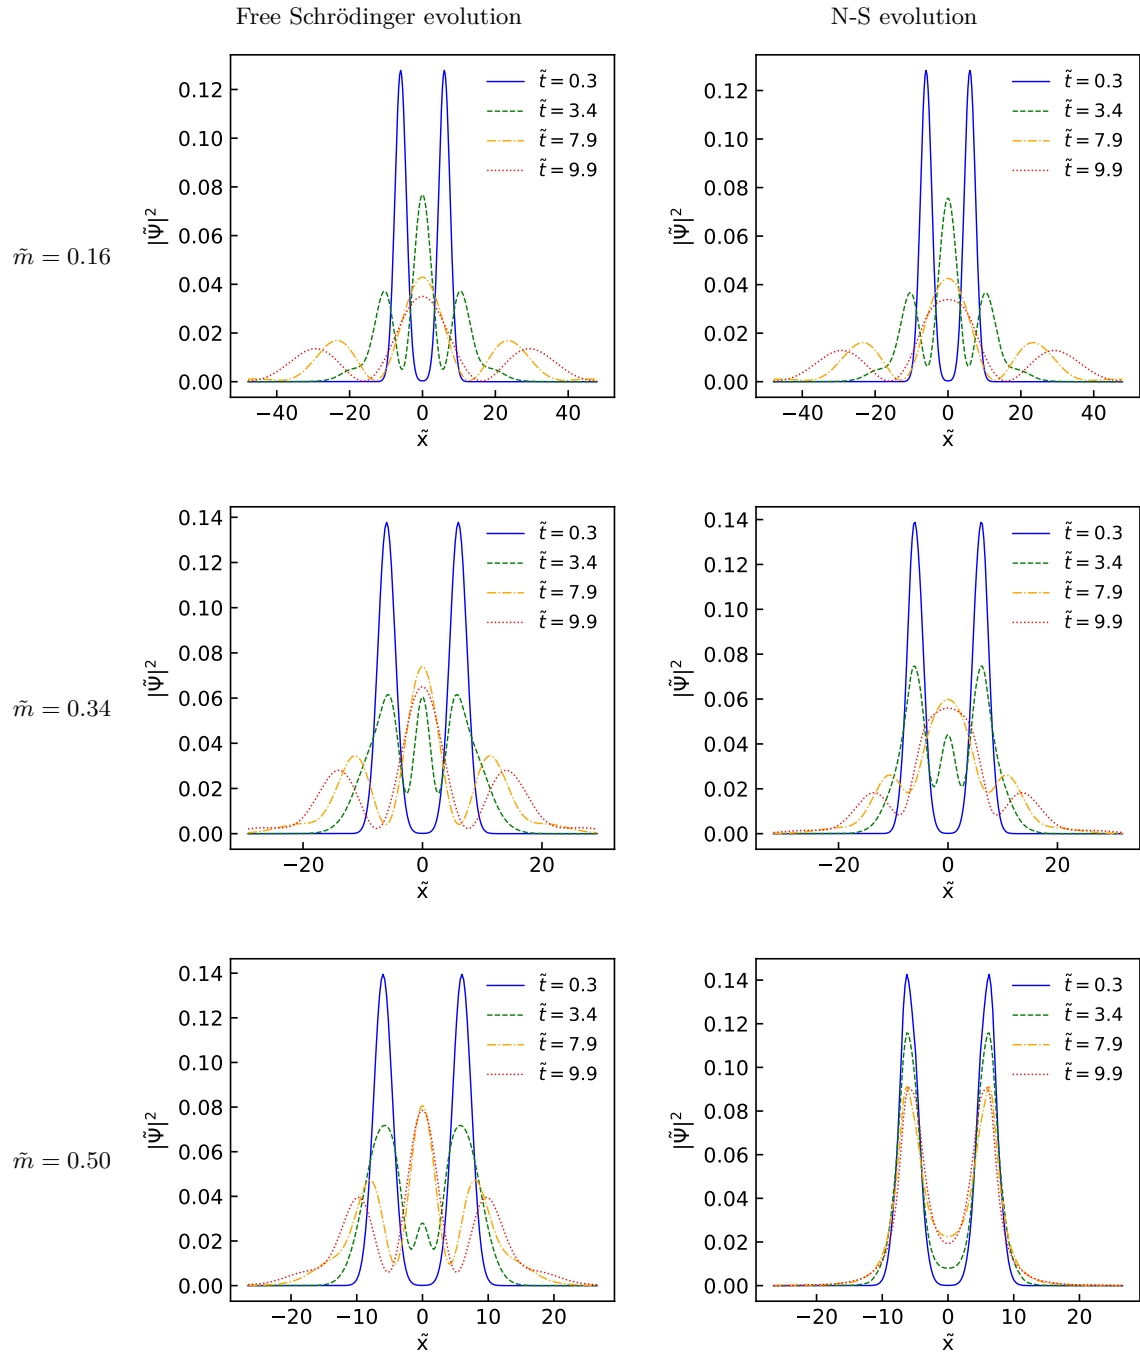 Free Schrödinger evolution
N-S evolution
m̃ = 0.16
|Ψ̃|²
0.12
0.10
0.08
0.06
0.04
0.02
0.00
−40 −20 0 20 40
x̃
t̃ = 0.3
t̃ = 3.4
t̃ = 7.9
t̃ = 9.9
|Ψ̃|²
0.12
0.10
0.08
0.06
0.04
0.02
0.00
−40 −20 0 20 40
x̃
t̃ = 0.3
t̃ = 3.4
t̃ = 7.9
t̃ = 9.9
m̃ = 0.34
|Ψ̃|²
0.14
0.12
0.10
0.08
0.06
0.04
0.02
0.00
−20 0 20
x̃
t̃ = 0.3
t̃ = 3.4
t̃ = 7.9
t̃ = 9.9
|Ψ̃|²
0.14
0.12
0.10
0.08
0.06
0.04
0.02
0.00
−20 0 20
x̃
t̃ = 0.3
t̃ = 3.4
t̃ = 7.9
t̃ = 9.9
m̃ = 0.50
|Ψ̃|²
0.14
0.12
0.10
0.08
0.06
0.04
0.02
0.00
−20 −10 0 10 20
x̃
t̃ = 0.3
t̃ = 3.4
t̃ = 7.9
t̃ = 9.9
|Ψ̃|²
0.14
0.12
0.10
0.08
0.06
0.04
0.02
0.00
−20 −10 0 10 20
x̃
t̃ = 0.3
t̃ = 3.4
t̃ = 7.9
t̃ = 9.9